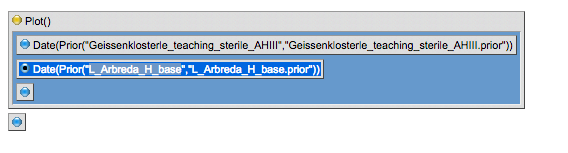 Plot()
Date(Prior("Geissenklosterle_teaching_sterile_AHIII","Geissenklosterle_teaching_sterile_AHIII.prior"))
Date(Prior("L_Arbreda_H_base","L_Arbreda_H_base.prior"))